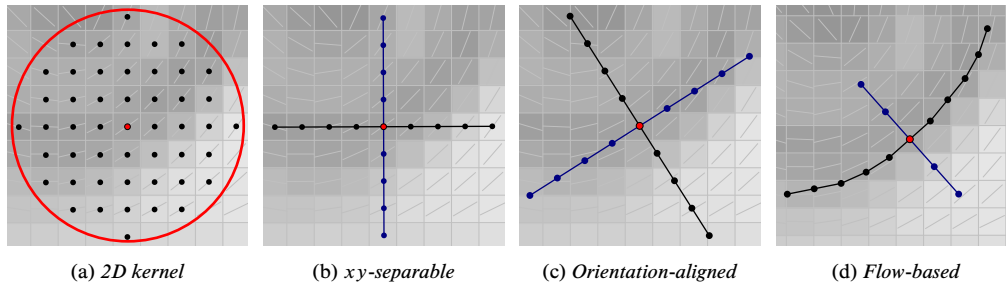 (a) 2D kernel
(b) xy-separable
(c) Orientation-aligned
(d) Flow-based